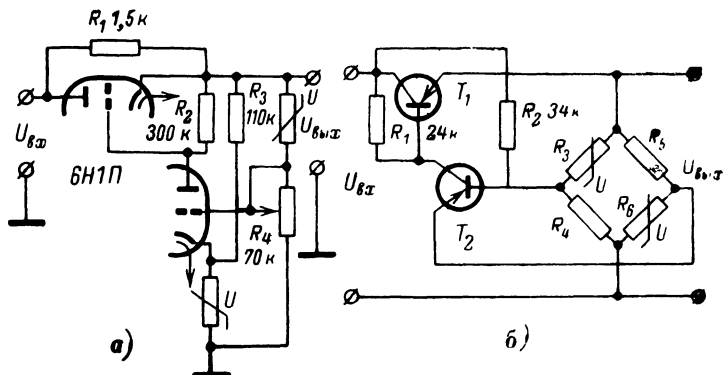 R₁ 1,5к
Uвх
6Н1П
R₂
300 к
R₃
110к
U
Uвых
R₄
70 к
U
а)
Uвх
R₁
24к
T₁
T₂
R₂ 34к
R₃
U
R₄
R₅
R₆
U
Uвых
б)